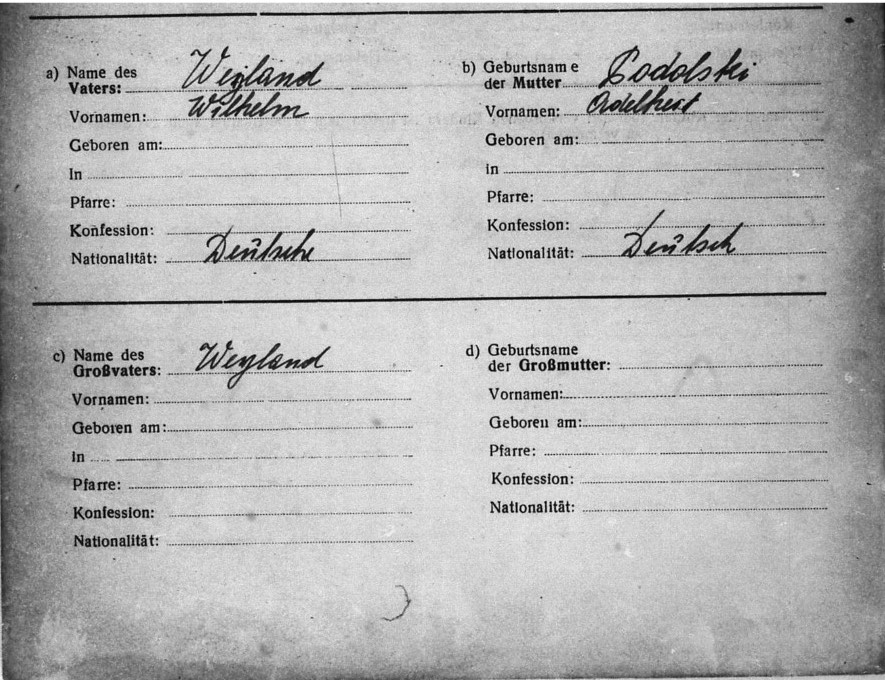 a) Name des Weyland
Vaters:
Vornamen: Wilhelm
Geboren am:
In
Pfarre:
Konfession:
Nationalität: Deutsche
b) Geburtsname Podolski
der Mutter
Vornamen: Adelheit
Geboren am:
in
Pfarre:
Konfession:
Nationalität: Deutsch
c) Name des Weyland
Großvaters:
Vornamen:
Geboren am:
In
Pfarre:
Konfession:
Nationalität:
d) Geburtsname
der Großmutter:
Vornamen:
Geboren am:
Pfarre:
Konfession:
Nationalität: